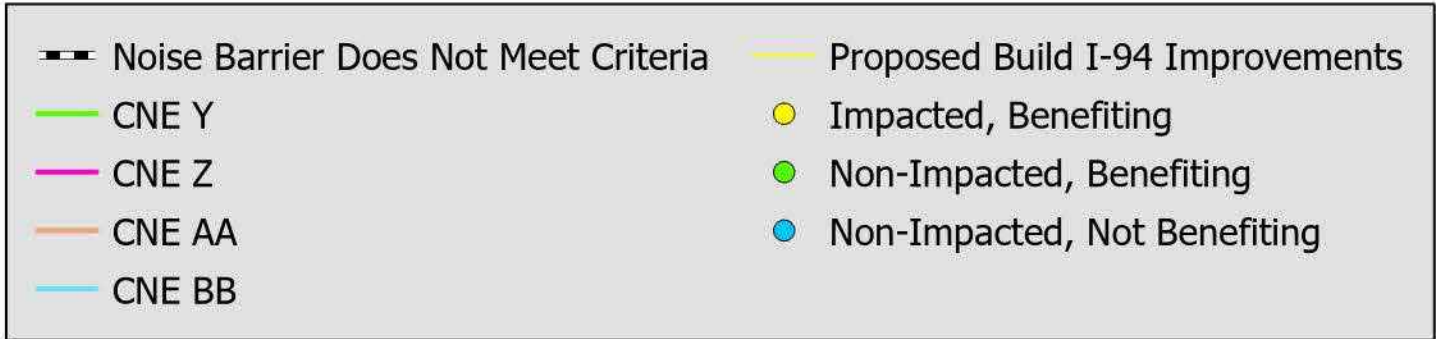 Noise Barrier Does Not Meet Criteria
CNE Y
CNE Z
CNE AA
CNE BB
Proposed Build I-94 Improvements
Impacted, Benefiting
Non-Impacted, Benefiting
Non-Impacted, Not Benefiting